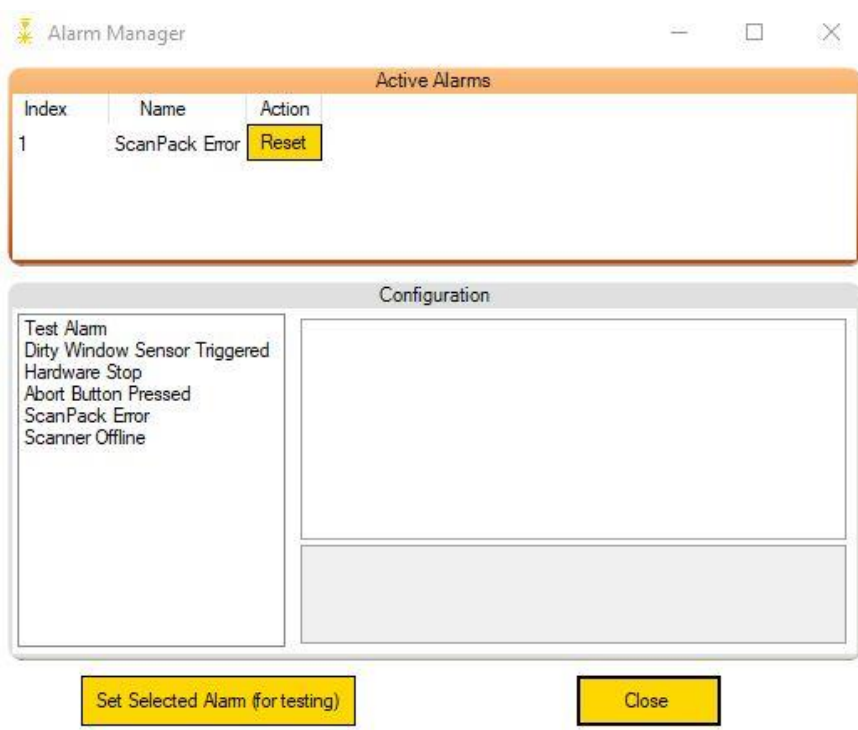 Alarm Manager
Active Alarms
Index Name Action
1 ScanPack Error Reset
Configuration
Test Alarm
Dirty Window Sensor Triggered
Hardware Stop
Abort Button Pressed
ScanPack Error
Scanner Offline
Set Selected Alarm (for testing) Close